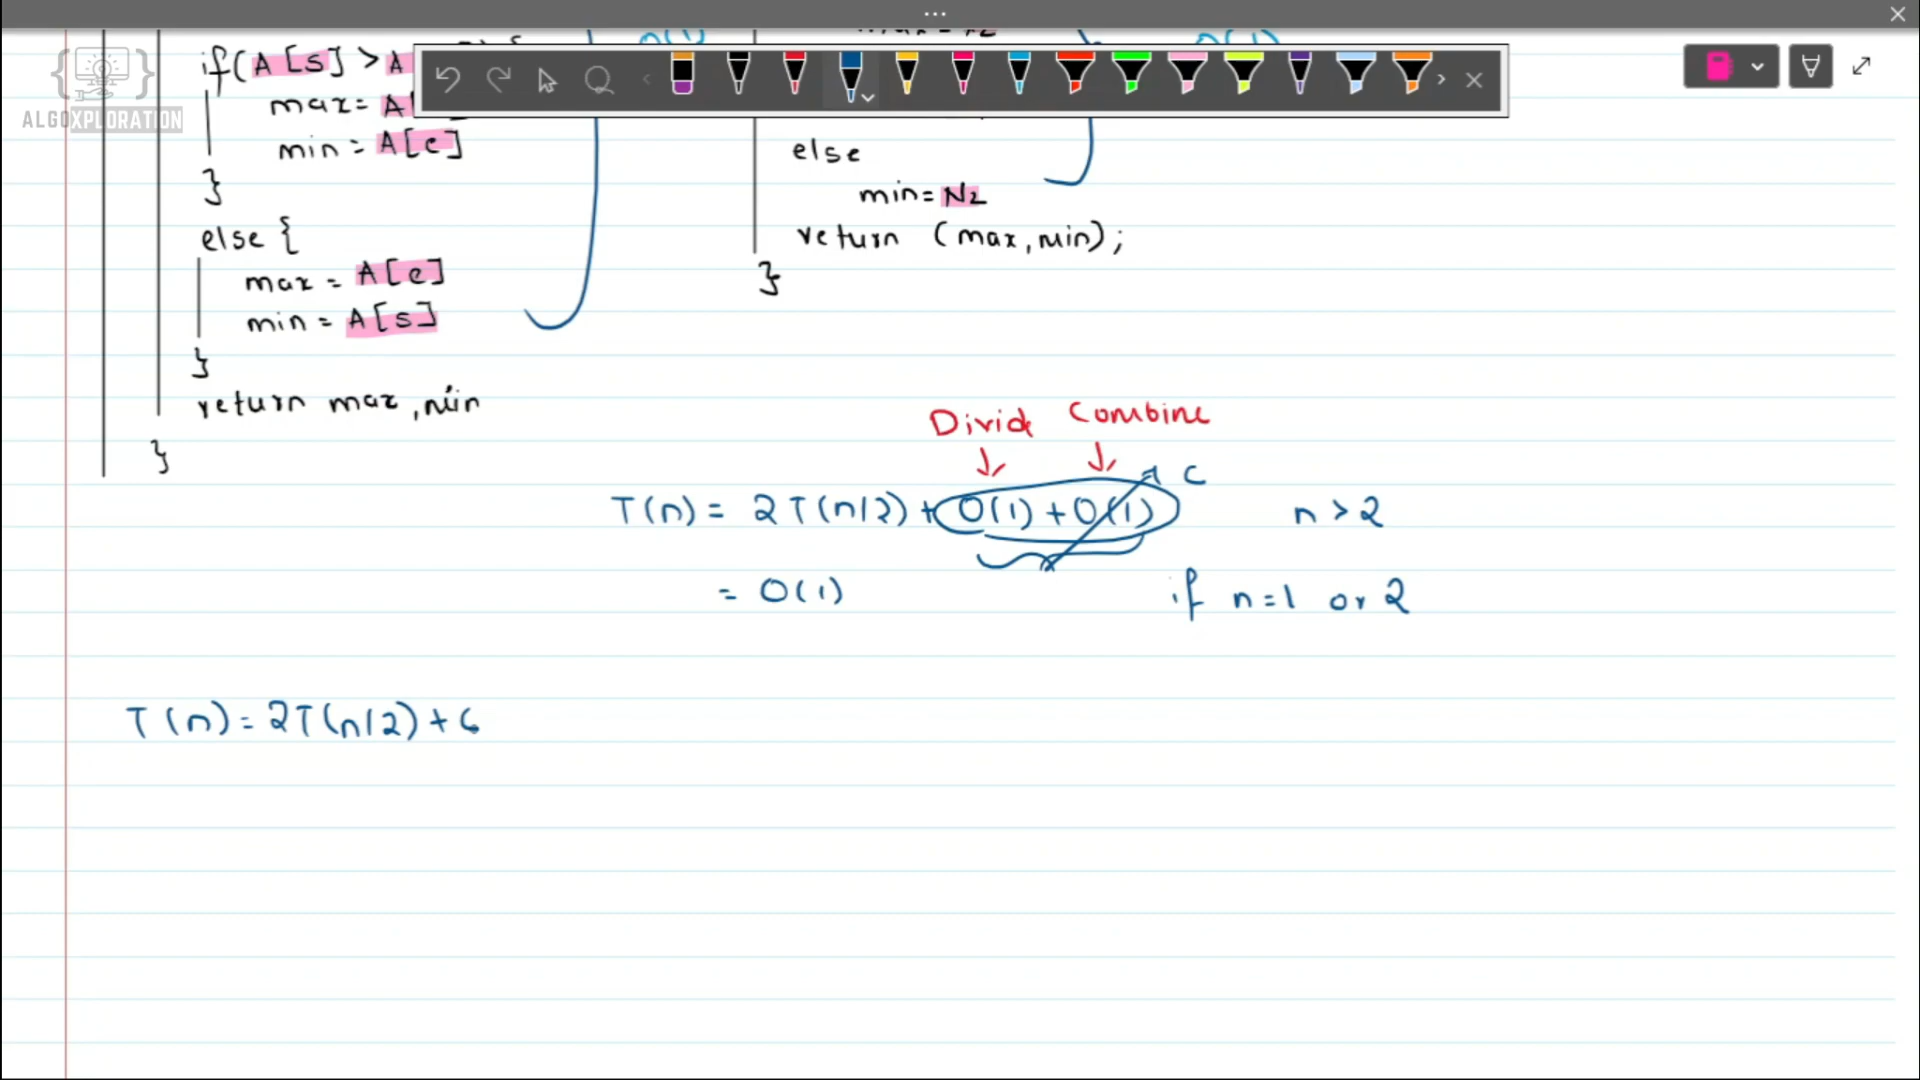 if(A[s] > A
max= A[
min = A[e]
}
else {
max = A[e]
min = A[s]
}
return max, min
}
else
min= N2
return (max, min);
}
Divid Combine
T(n) = 2T(n/2) + O(1) + O(1) C n > 2
= O(1) if n=1 or 2
T(n) = 2T(n/2) + C
ALGOXPLORATION